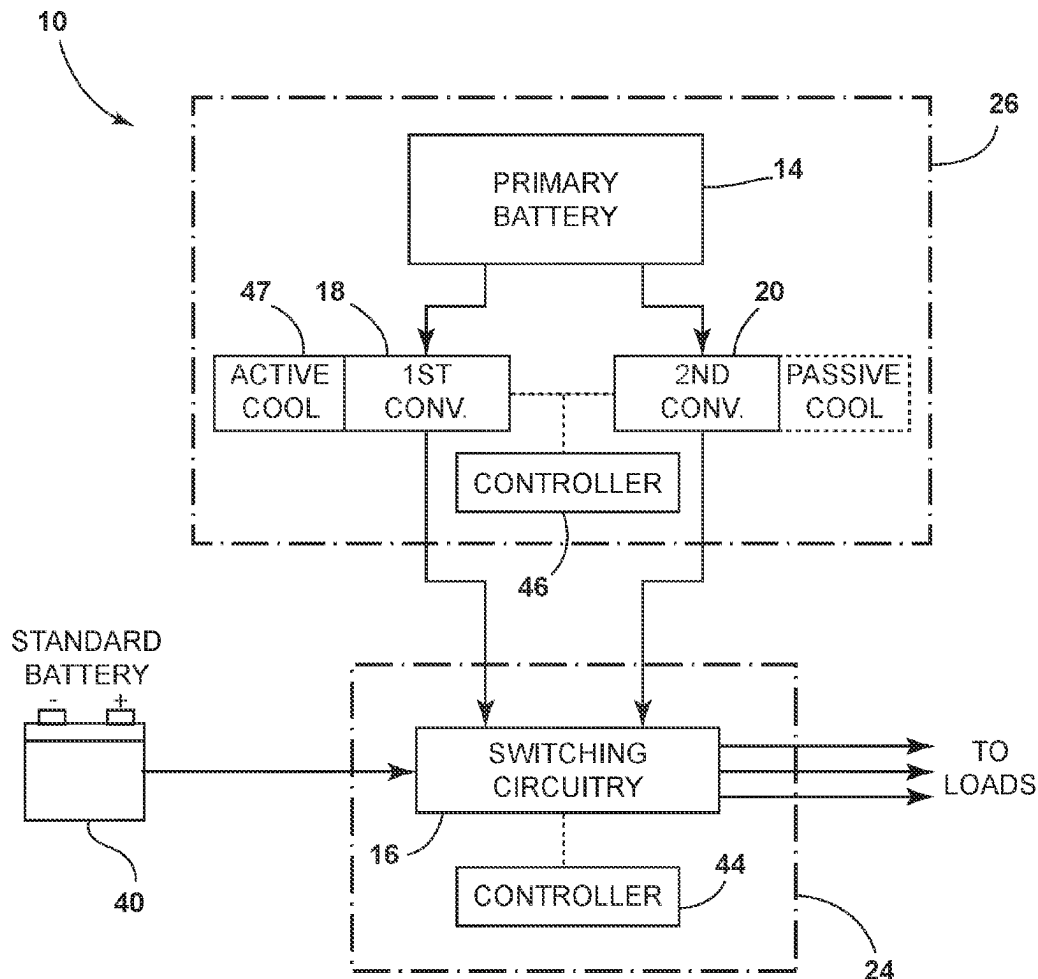 10
26
PRIMARY
BATTERY
14
47
18
20
ACTIVE
COOL
1ST
CONV.
2ND
CONV.
PASSIVE
COOL
CONTROLLER
46
STANDARD
BATTERY
- +
SWITCHING
CIRCUITRY
TO
LOADS
16
40
CONTROLLER
44
24